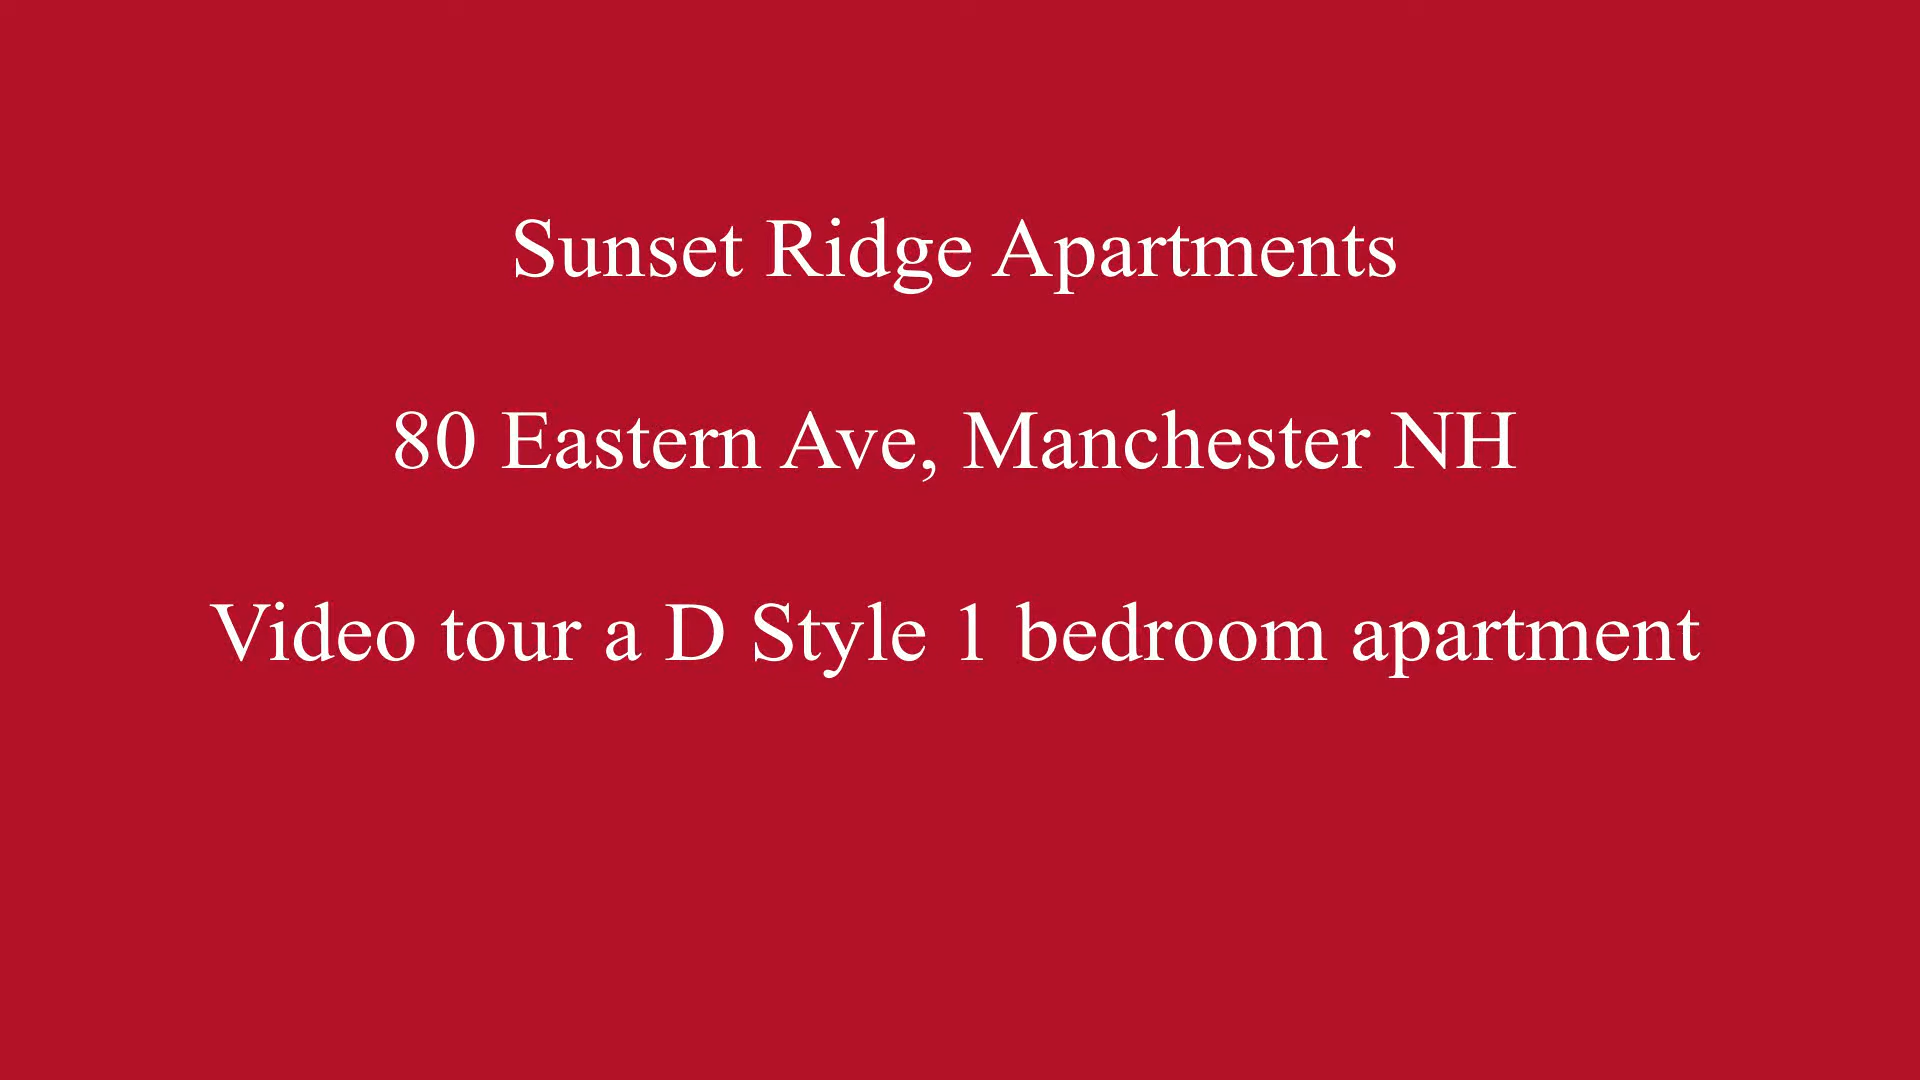 Sunset Ridge Apartments
80 Eastern Ave, Manchester NH
Video tour a D Style 1 bedroom apartment